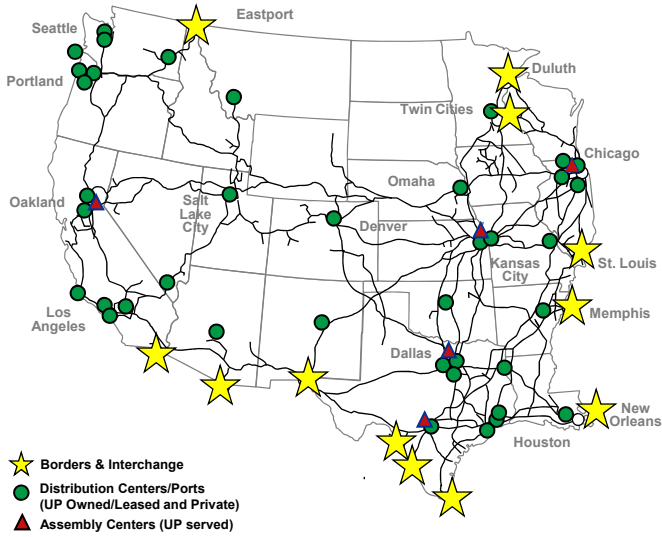 Eastport
Seattle
Duluth
Portland
Twin Cities
Chicago
Omaha
Oakland
Salt
Lake
City
Denver
Kansas
City
St. Louis
Los
Angeles
Memphis
Dallas
New
Orleans
Houston
Borders & Interchange
Distribution Centers/Ports
(UP Owned/Leased and Private)
Assembly Centers (UP served)